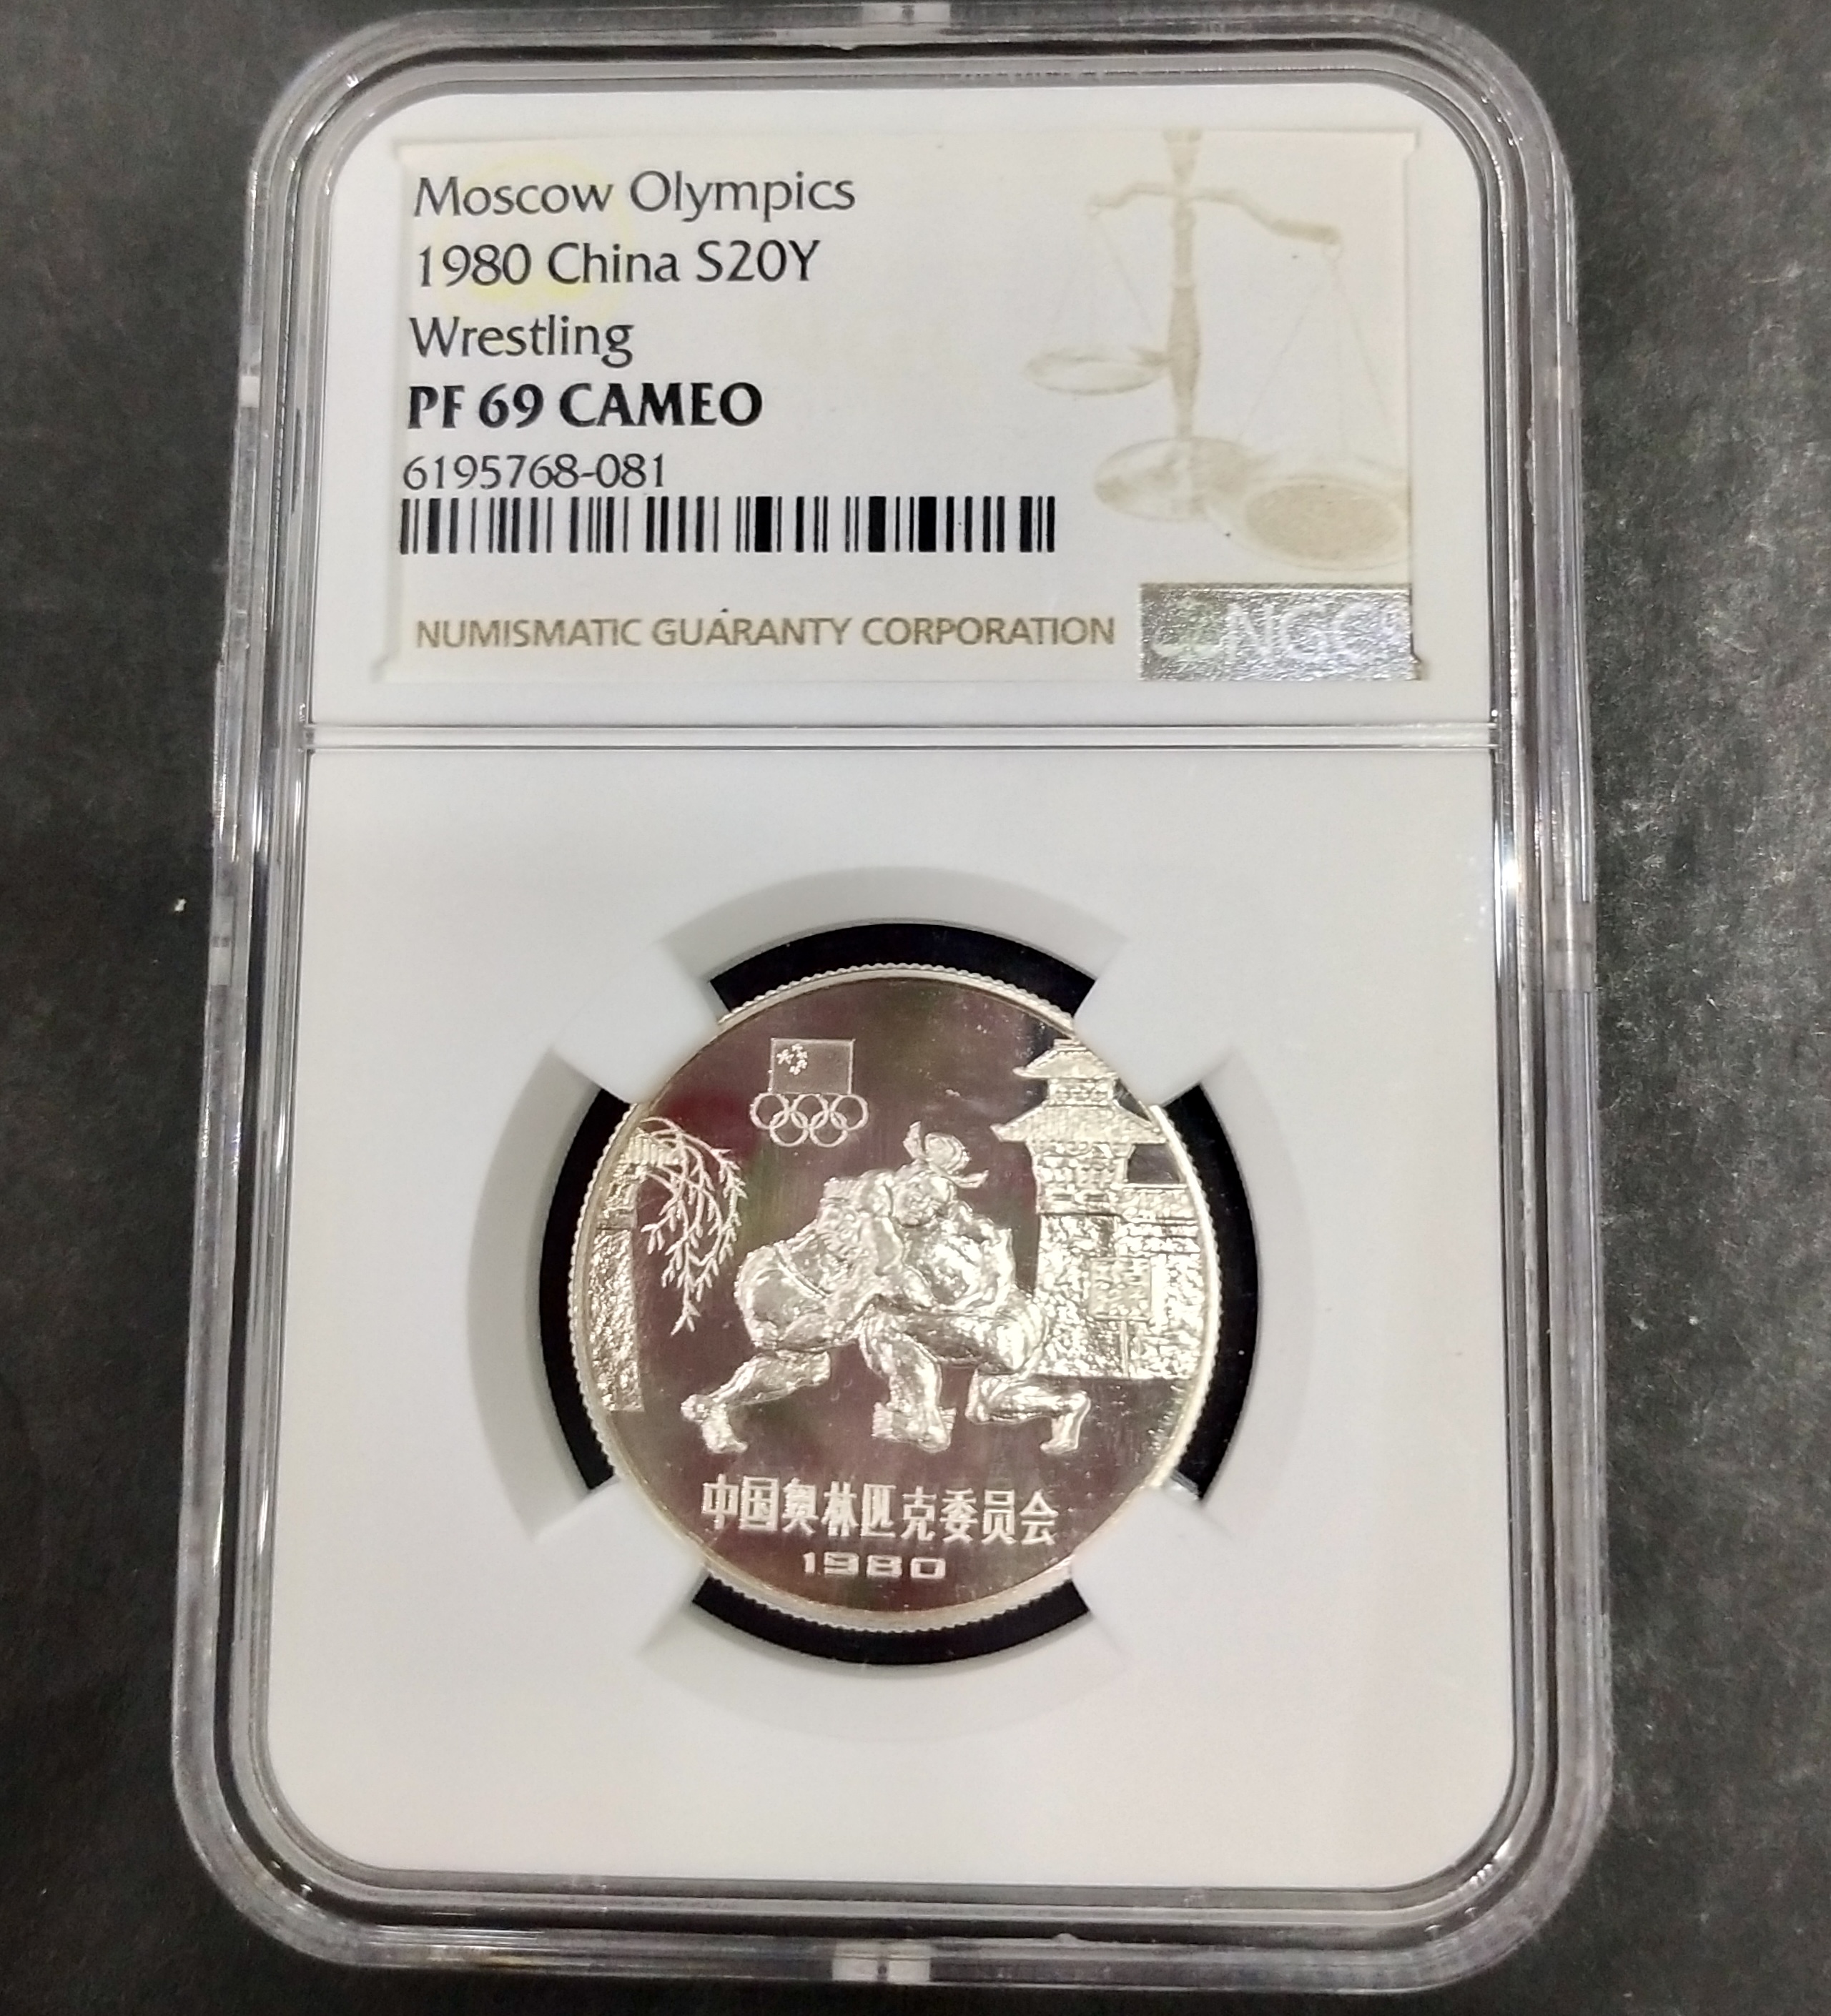 Moscow Olympics
1980 China S20Y
Wrestling
PF 69 CAMEO
6195768-081
NUMISMATIC GUARANTY CORPORATION
NGC
中国奥林匹克委员会
1980